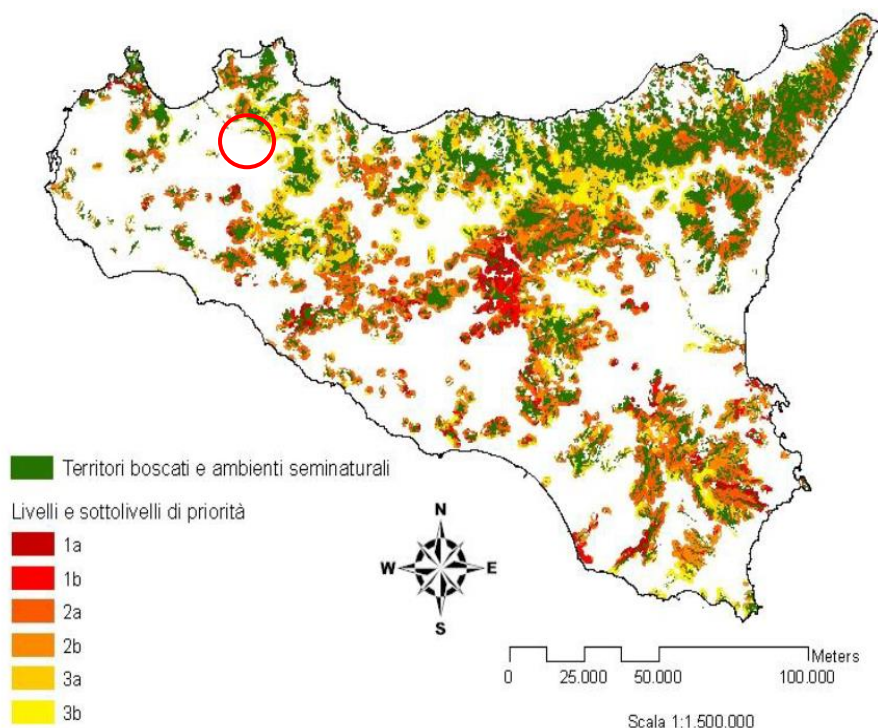 Territori boscati e ambienti seminaturali
Livelli e sottolivelli di priorità
1a
1b
2a
2b
3a
3b
N
W E
S
Meters
0 25.000 50.000 100.000
Scala 1:1.500.000